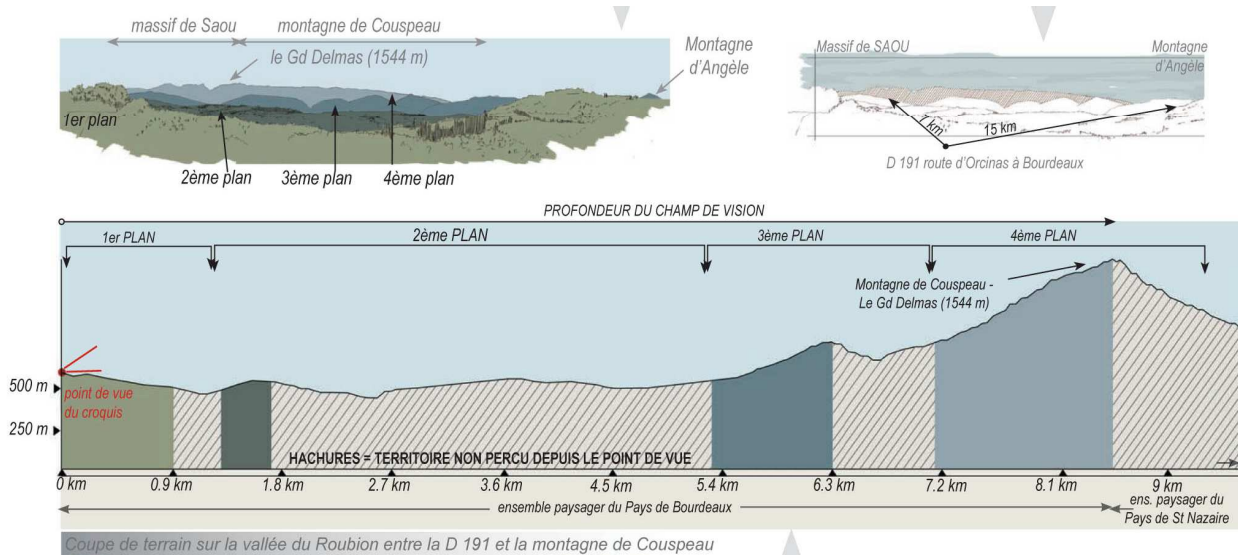 massif de Saou
montagne de Couspeau
le Gd Delmas (1544 m)
Montagne
d'Angèle
1er plan
2ème plan
3ème plan
4ème plan
Massif de SAOU
Montagne
d'Angèle
7 km
15 km
D 191 route d'Orcinas à Bourdeaux
PROFONDEUR DU CHAMP DE VISION
1er PLAN
2ème PLAN
3ème PLAN
4ème PLAN
Montagne de Couspeau -
Le Gd Delmas (1544 m)
500 m
250 m
point de vue
du croquis
HACHURES = TERRITOIRE NON PERCU DEPUIS LE POINT DE VUE
0 km
0.9 km
1.8 km
2.7 km
3.6 km
4.5 km
5.4 km
6.3 km
7.2 km
8.1 km
9 km
ensemble paysager du Pays de Bourdeaux
ens. paysager du
Pays de St Nazaire
Coupe de terrain sur la vallée du Roubion entre la D 191 et la montagne de Couspeau